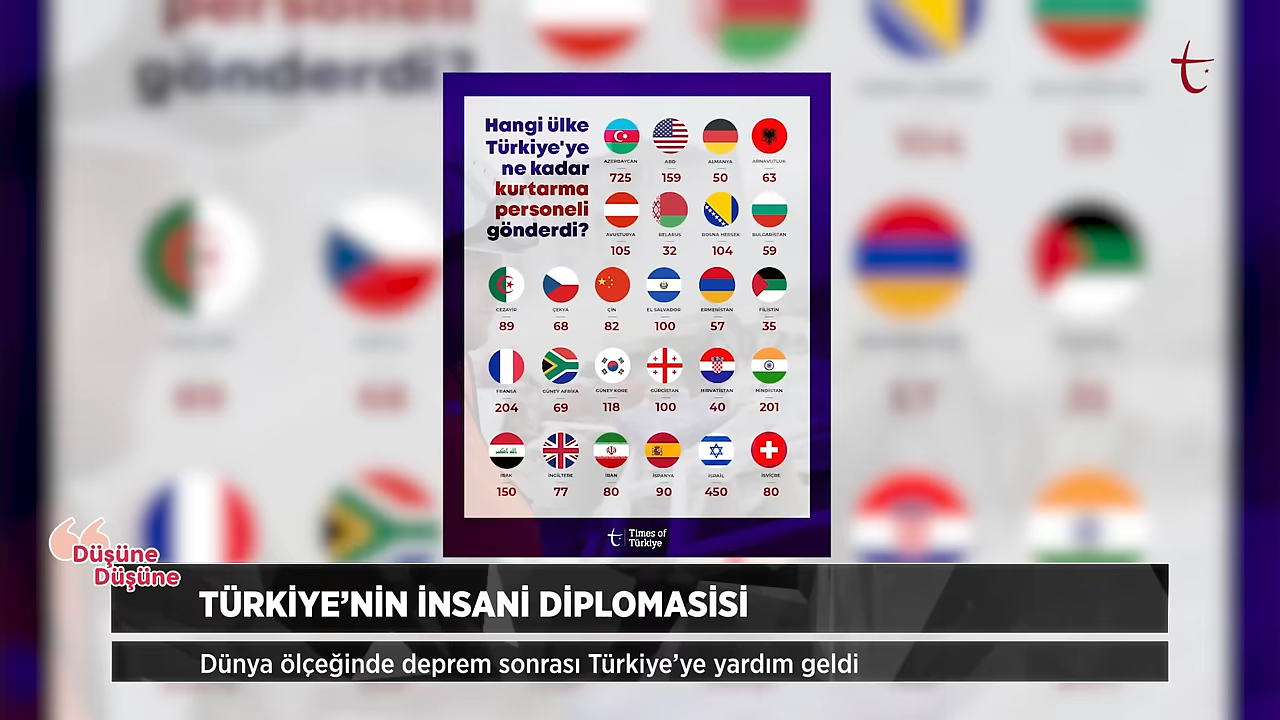 Hangi ülke
Türkiye'ye
ne kadar
kurtarma
personeli
gönderdi?
AZERBAYCAN
725
ABD
159
ALMANYA
50
ARNAVUTLUK
63
AVUSTURYA
105
BELARUS
32
BOSNA HERSEK
104
BULGARİSTAN
59
CEZAYİR
89
ÇEKYA
68
ÇİN
82
EL SALVADOR
100
ERMENİSTAN
57
FİLİSTİN
35
FRANSA
204
GÜNEY AFRİKA
69
GÜNEY KORE
118
GÜRCİSTAN
100
HIRVATİSTAN
40
HİNDİSTAN
201
IRAK
150
İNGİLTERE
77
İRAN
80
İSPANYA
90
İSRAİL
450
İSVİÇRE
80
Times of
Türkiye
Düşüne
Düşüne
TÜRKİYE'NİN İNSANİ DİPLOMASİSİ
Dünya ölçeğinde deprem sonrası Türkiye'ye yardım geldi